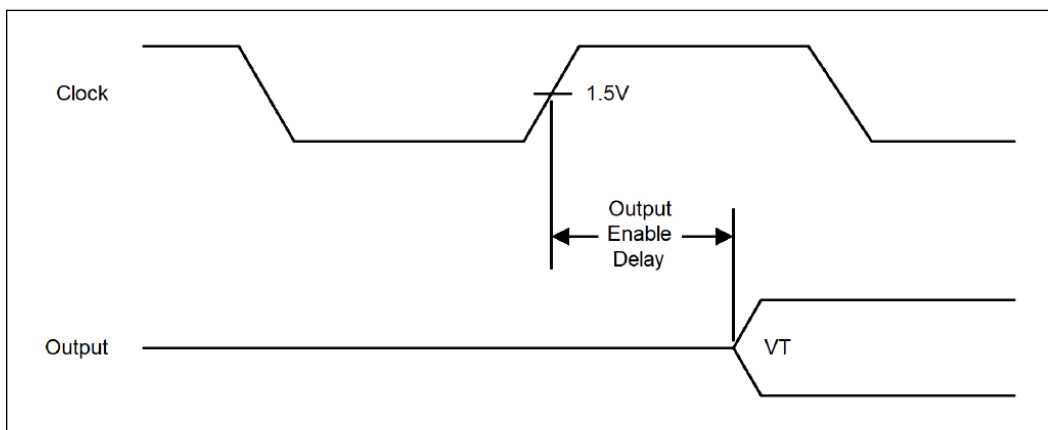 Clock
1.5V
Output
Enable
Delay
Output
VT